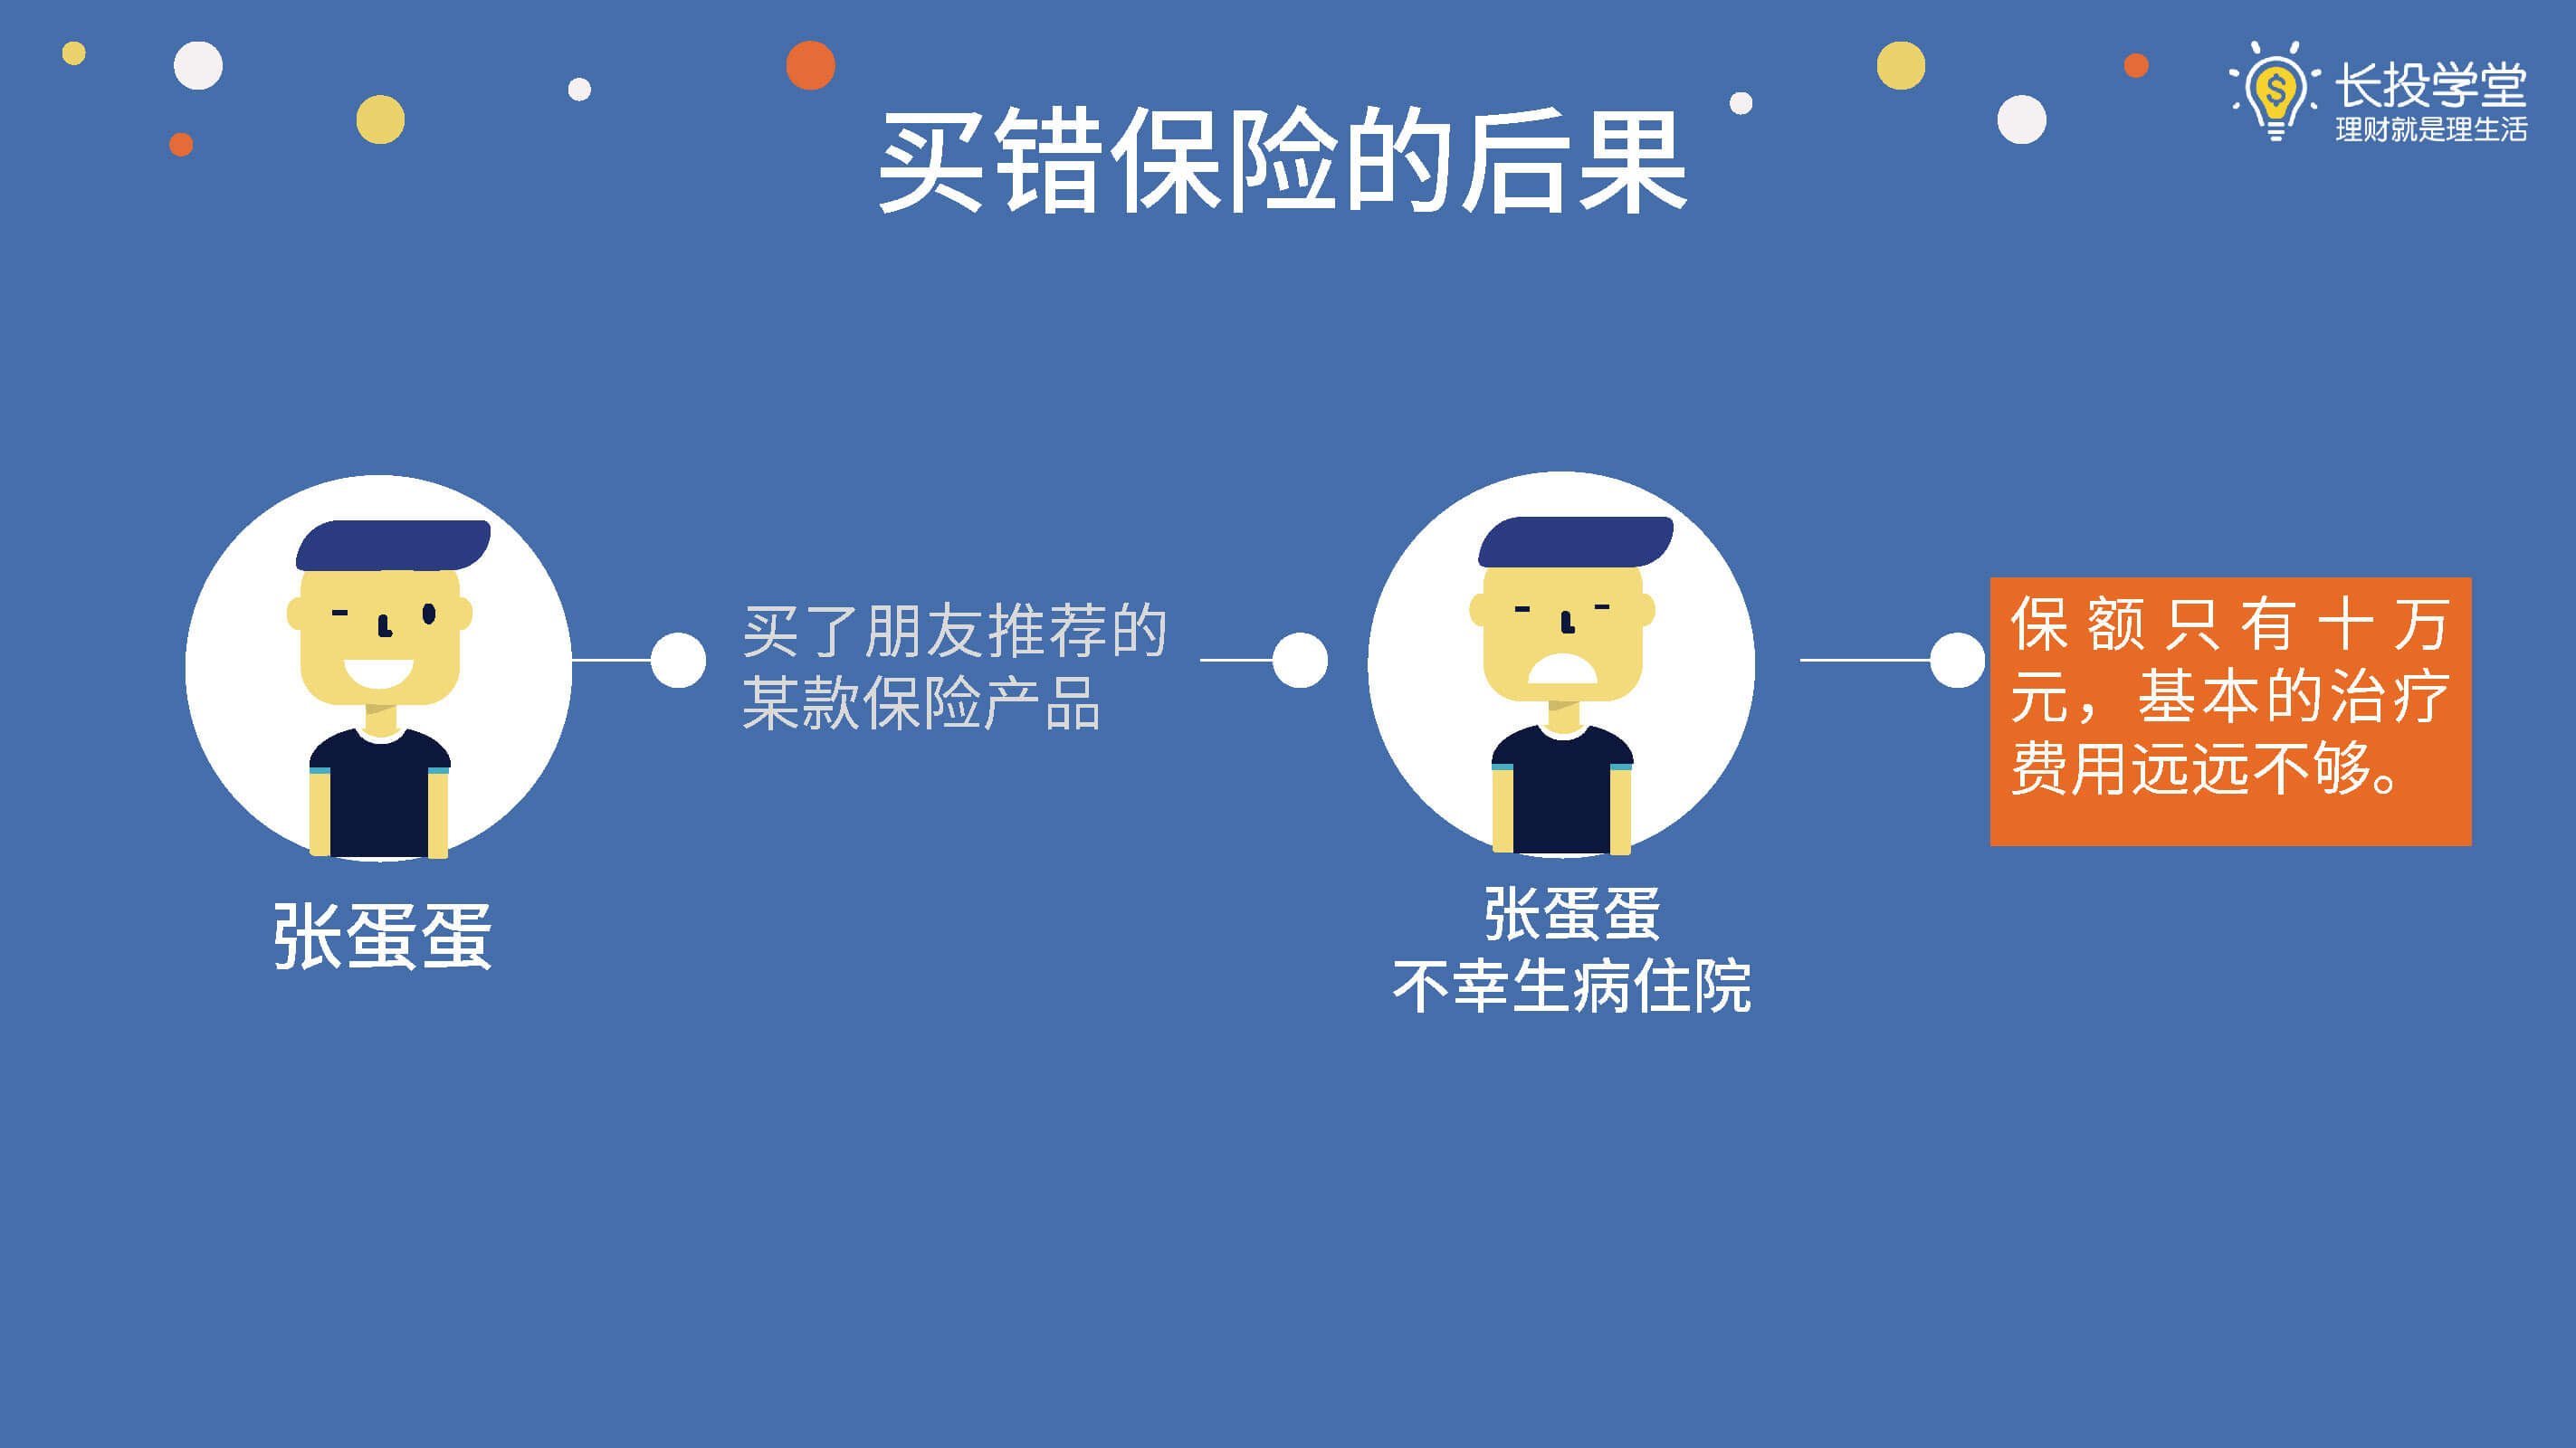 长投学堂
理财就是理生活
买错保险的后果
张蛋蛋
买了朋友推荐的
某款保险产品
张蛋蛋
不幸生病住院
保额只有十万
元，基本的治疗
费用远远不够。